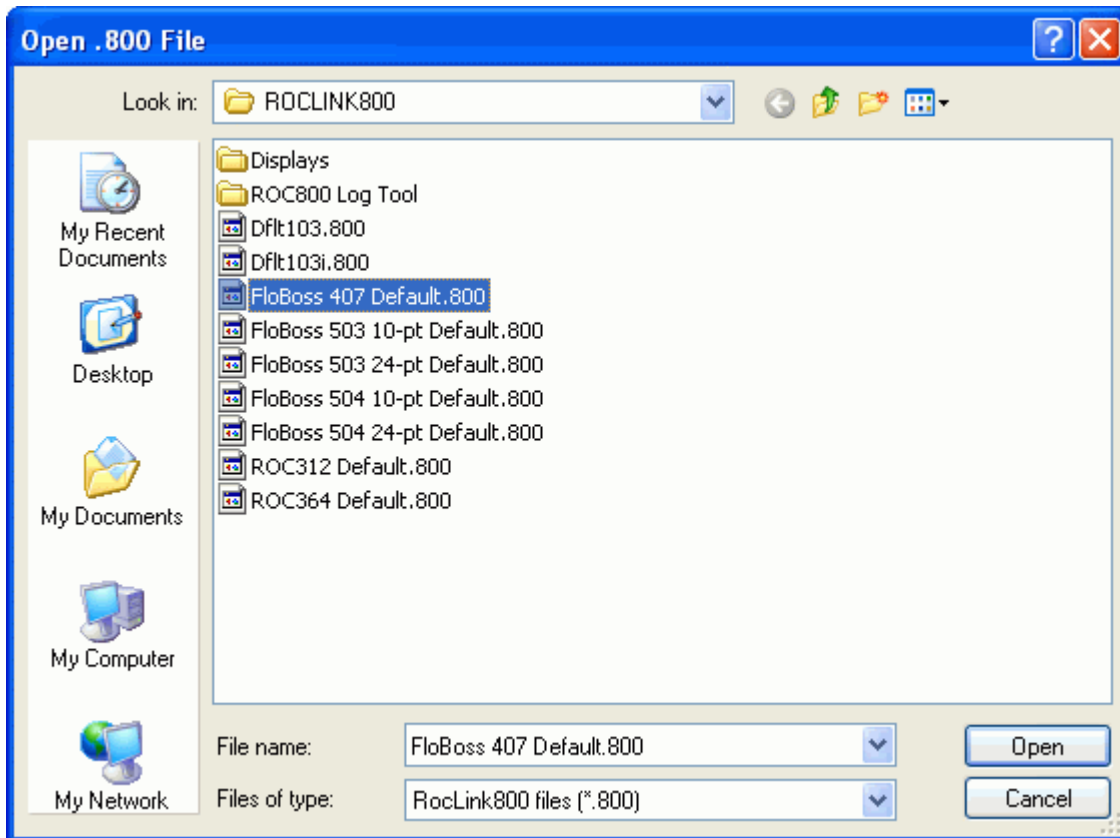 Open .800 File
Look in: ROCLINK800
My Recent
Documents
Desktop
My Documents
My Computer
My Network
Displays
ROC800 Log Tool
Dflt103.800
Dflt103i.800
FloBoss 407 Default.800
FloBoss 503 10-pt Default.800
FloBoss 503 24-pt Default.800
FloBoss 504 10-pt Default.800
FloBoss 504 24-pt Default.800
ROC312 Default.800
ROC364 Default.800
File name: FloBoss 407 Default.800 Open
Files of type: RocLink800 files (*.800) Cancel